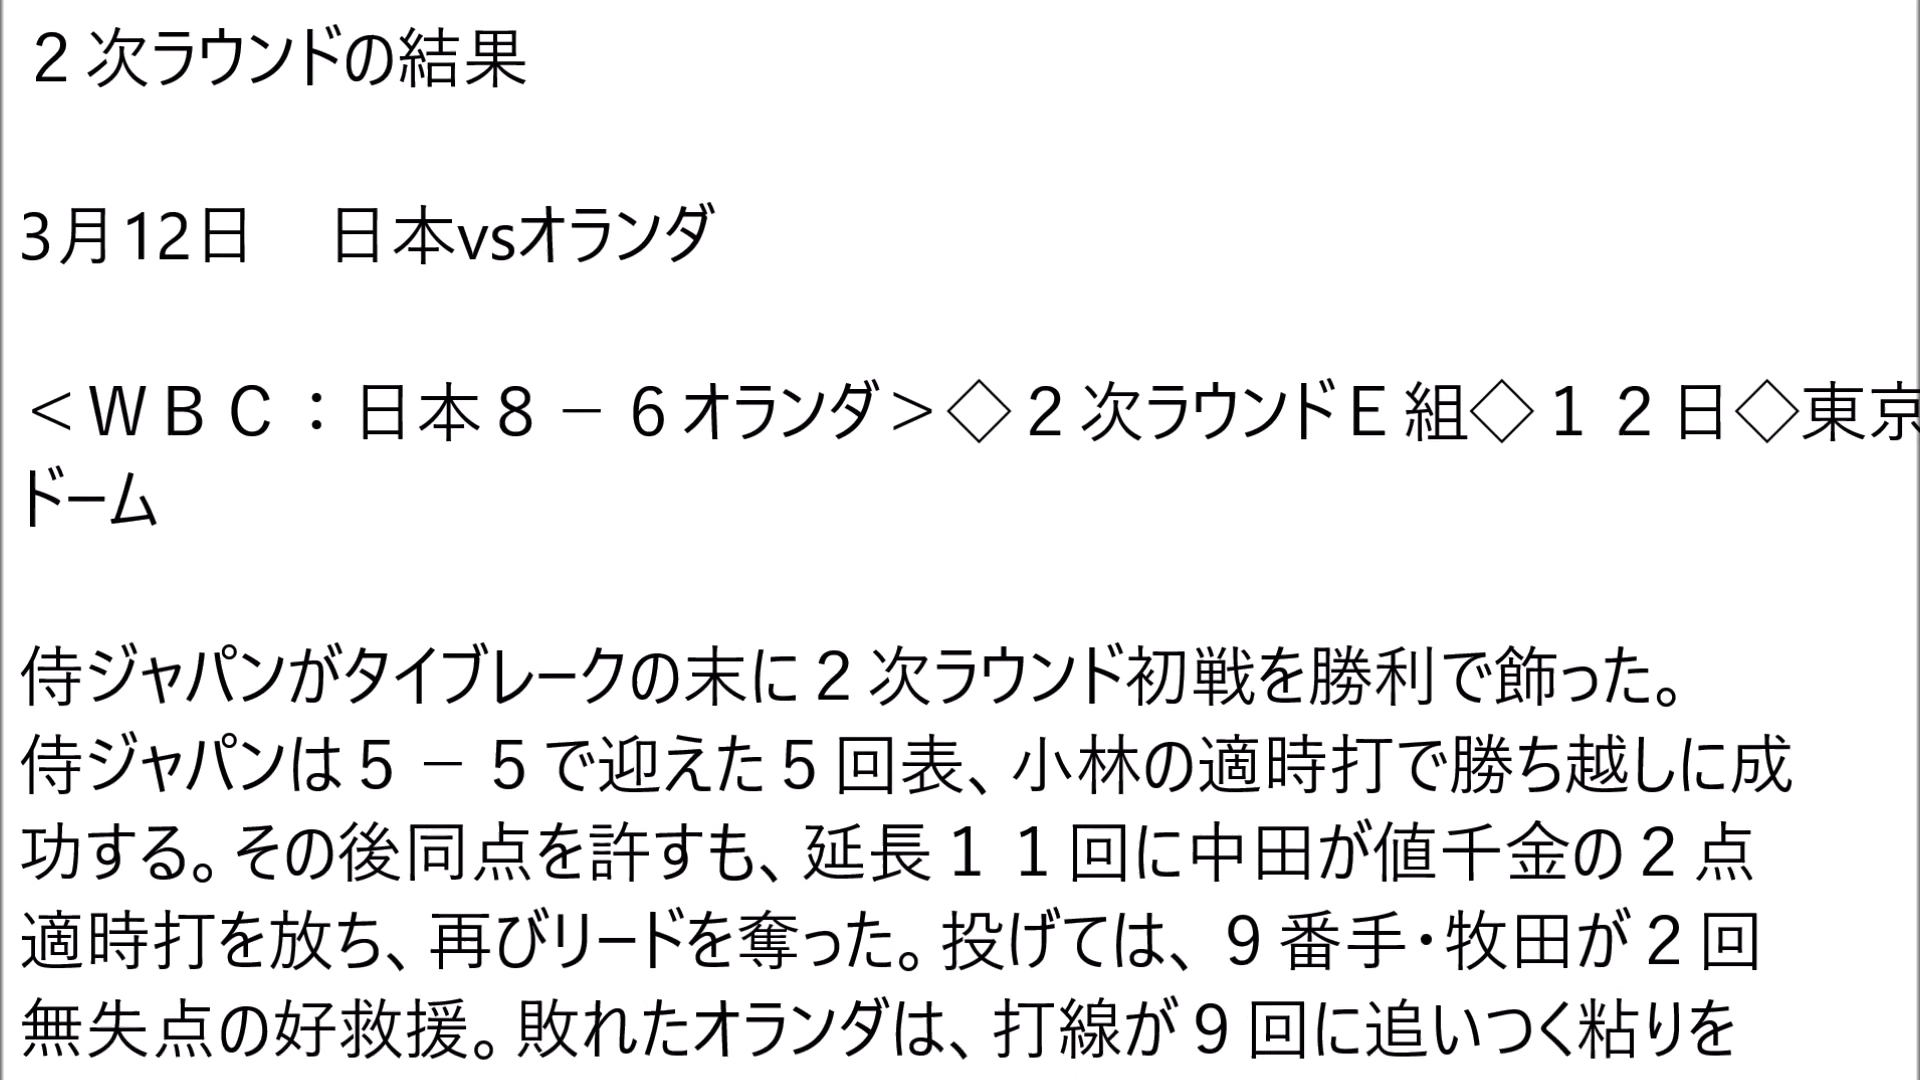 ２次ラウンドの結果
3月12日　日本vsオランダ
＜ＷＢＣ：日本８－６オランダ＞◇２次ラウンドＥ組◇１２日◇東京
ドーム
侍ジャパンがタイブレークの末に２次ラウンド初戦を勝利で飾った。
侍ジャパンは５－５で迎えた５回表、小林の適時打で勝ち越しに成
功する。その後同点を許すも、延長１１回に中田が値千金の２点
適時打を放ち、再びリードを奪った。投げては、９番手・牧田が２回
無失点の好救援。敗れたオランダは、打線が９回に追いつく粘りを